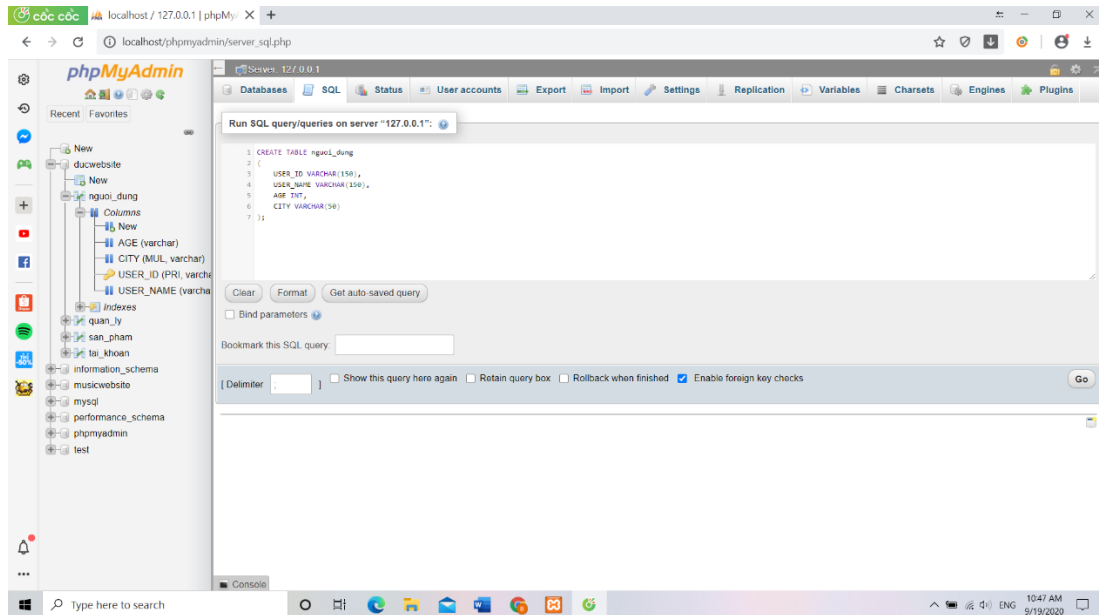 cốc cốc localhost / 127.0.0.1 | phpMy
localhost/phpmyadmin/server_sql.php
phpMyAdmin
Recent Favorites
New
ducwebsite
New
nguoi_dung
Columns
New
AGE (varchar)
CITY (MUL, varchar)
USER_ID (PRI, varcha
USER_NAME (varcha
Indexes
quan_ly
san_pham
tai_khoan
information_schema
musicwebsite
mysql
performance_schema
phpmyadmin
test
Server: 127.0.0.1
Databases SQL Status User accounts Export Import Settings Replication Variables Charsets Engines Plugins
Run SQL query/queries on server "127.0.0.1":
1 CREATE TABLE nguoi_dung
2 (
3 USER_ID VARCHAR(150),
4 USER_NAME VARCHAR(150),
5 AGE INT,
6 CITY VARCHAR(50)
7 );
Clear Format Get auto-saved query
Bind parameters
Bookmark this SQL query:
[ Delimiter ; ] Show this query here again Retain query box Rollback when finished Enable foreign key checks Go
Console
Type here to search
ENG
10:47 AM
9/19/2020